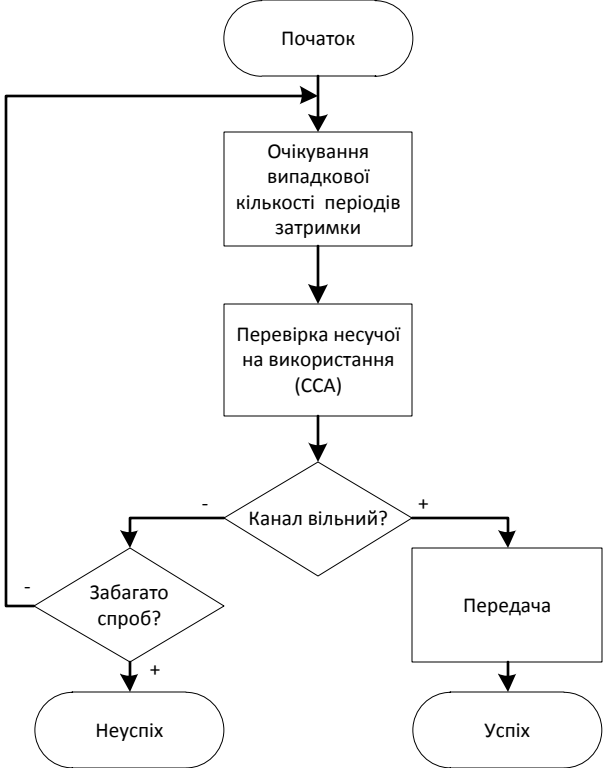 Початок
Очікування
випадкової
кількості періодів
затримки
Перевірка несучої
на використання
(CCA)
Канал вільний?
-
+
Забагато
спроб?
-
+
Передача
Неуспіх
Успіх